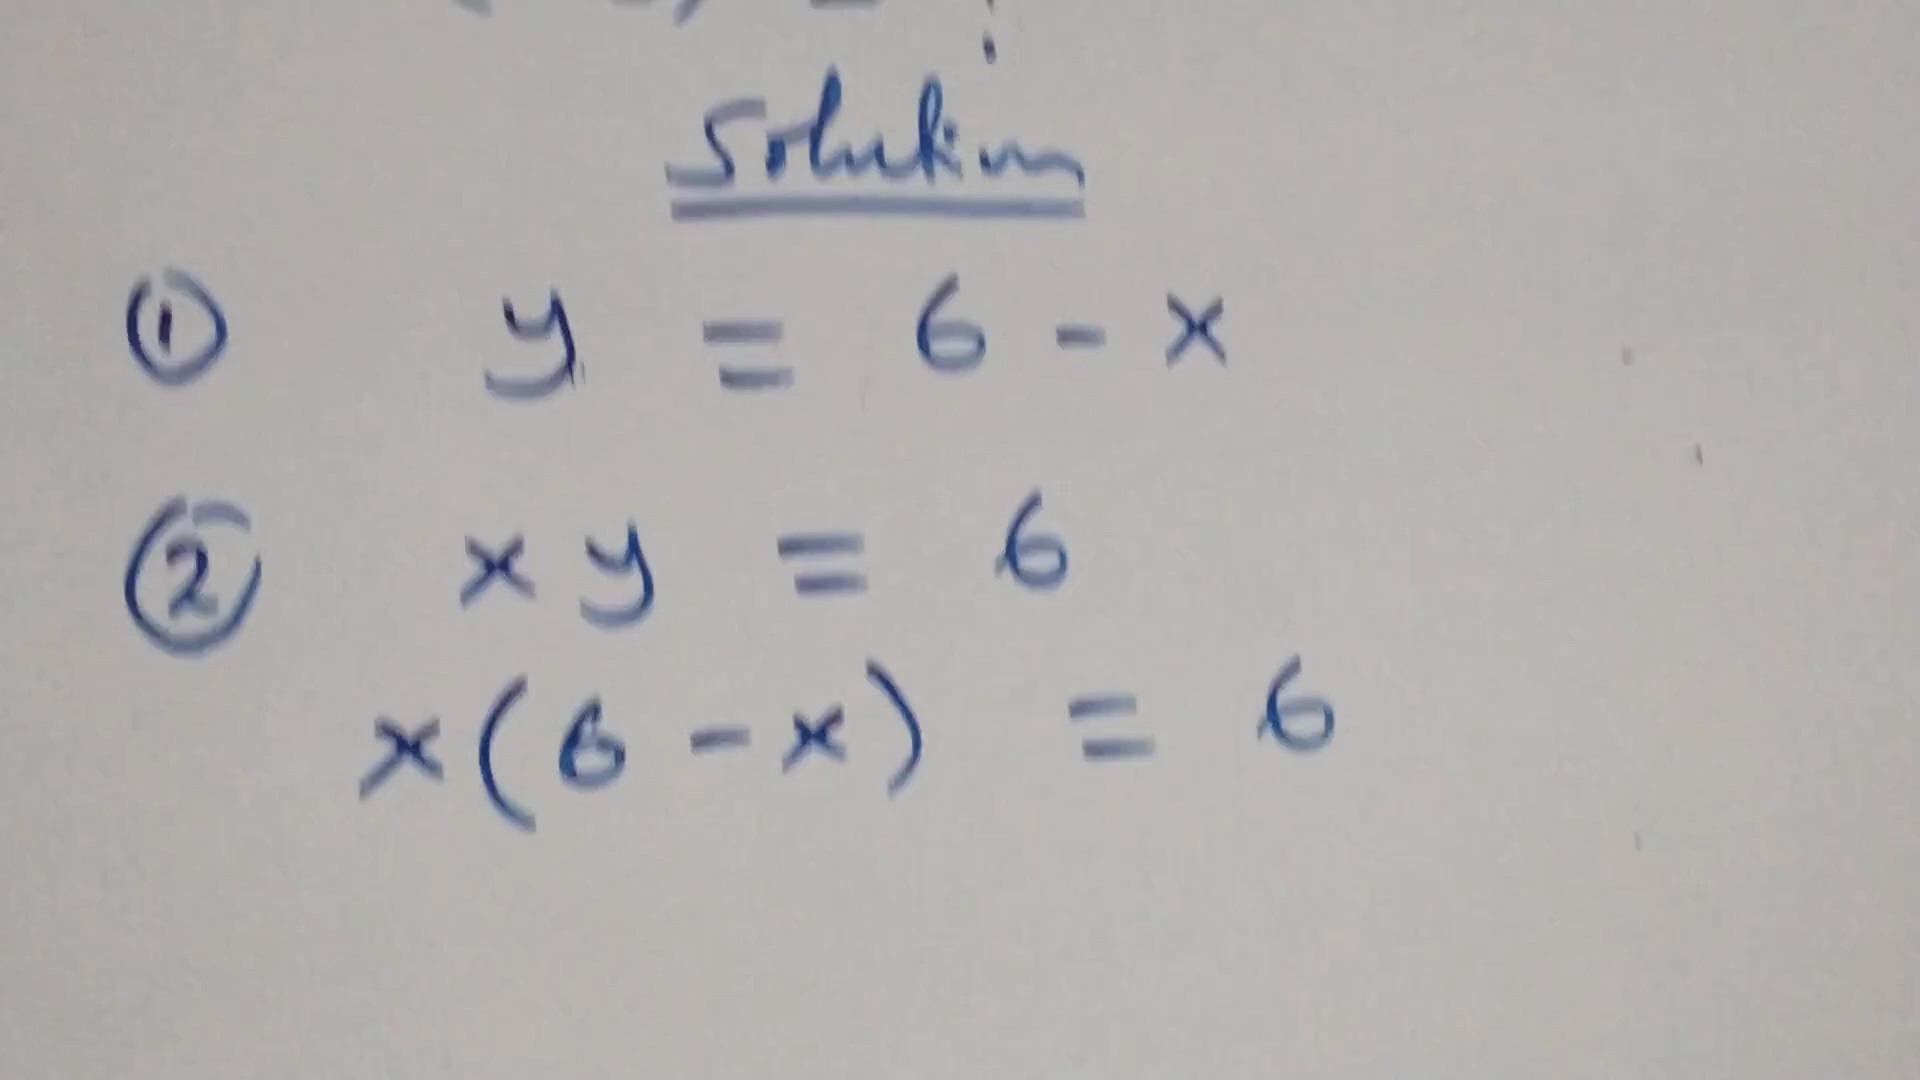 Solution
① y = 6 - x
② xy = 6
x(6 - x) = 6